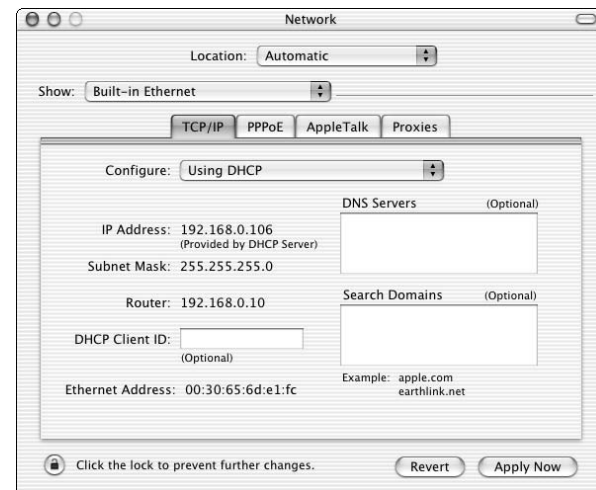 Network
Location: Automatic
Show: Built-in Ethernet
TCP/IP PPPoE AppleTalk Proxies
Configure: Using DHCP
DNS Servers (Optional)
IP Address: 192.168.0.106
(Provided by DHCP Server)
Subnet Mask: 255.255.255.0
Router: 192.168.0.10
Search Domains (Optional)
DHCP Client ID:
(Optional)
Example: apple.com
earthlink.net
Ethernet Address: 00:30:65:6d:e1:fc
Click the lock to prevent further changes.
Revert Apply Now